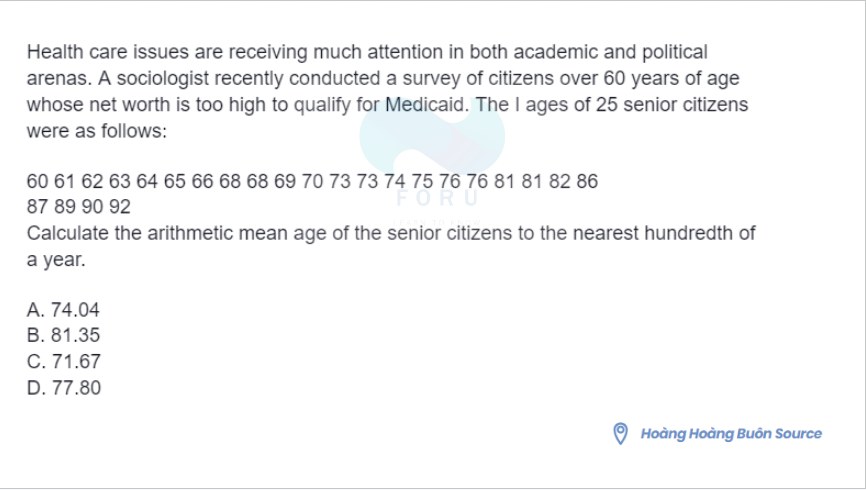 Health care issues are receiving much attention in both academic and political
arenas. A sociologist recently conducted a survey of citizens over 60 years of age
whose net worth is too high to qualify for Medicaid. The I ages of 25 senior citizens
were as follows:
60 61 62 63 64 65 66 68 68 69 70 73 73 74 75 76 76 81 81 82 86
87 89 90 92
FORU
Calculate the arithmetic mean age of the senior citizens to the nearest hundredth of
a year.
A. 74.04
B. 81.35
C. 71.67
D. 77.80
Hoàng Hoàng Buôn Source